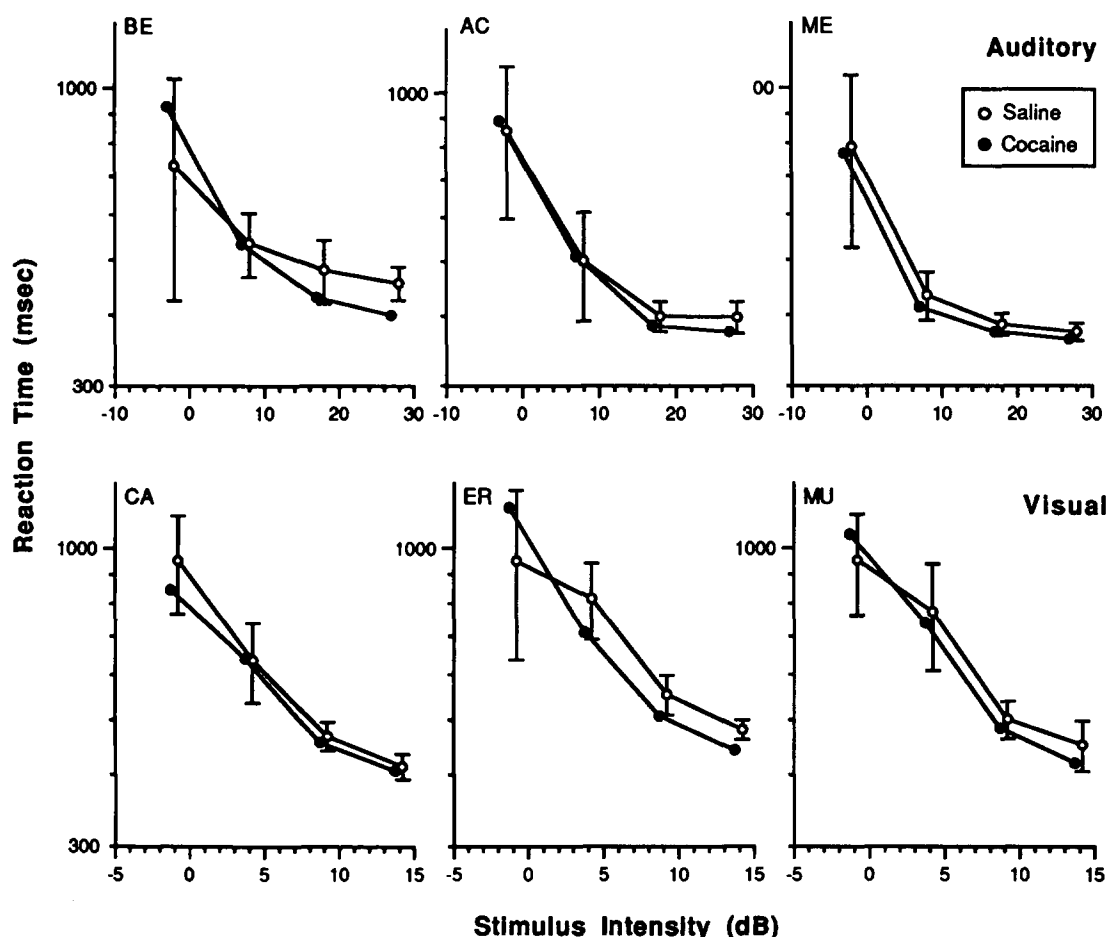 BE
AC
ME
Auditory
Saline
Cocaine
1000
1000
00
300
-10 0 10 20 30
-10 0 10 20 30
-10 0 10 20 30
Reaction Time (msec)
CA
ER
MU
Visual
1000
1000
1000
300
-5 0 5 10 15
-5 0 5 10 15
-5 0 5 10 15
Stimulus Intensity (dB)